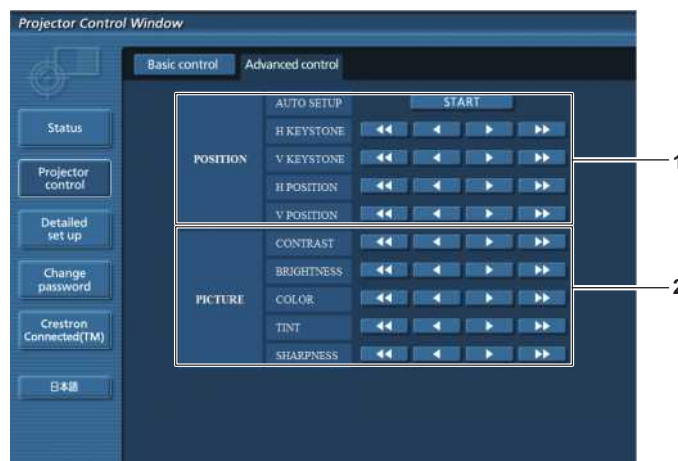 Projector Control Window
Basic control
Advanced control
Status
Projector
control
Detailed
set up
Change
password
Crestron
Connected(TM)
日本語
POSITION
AUTO SETUP
START
H KEYSTONE
V KEYSTONE
H POSITION
V POSITION
1
PICTURE
CONTRAST
BRIGHTNESS
COLOR
TINT
SHARPNESS
2